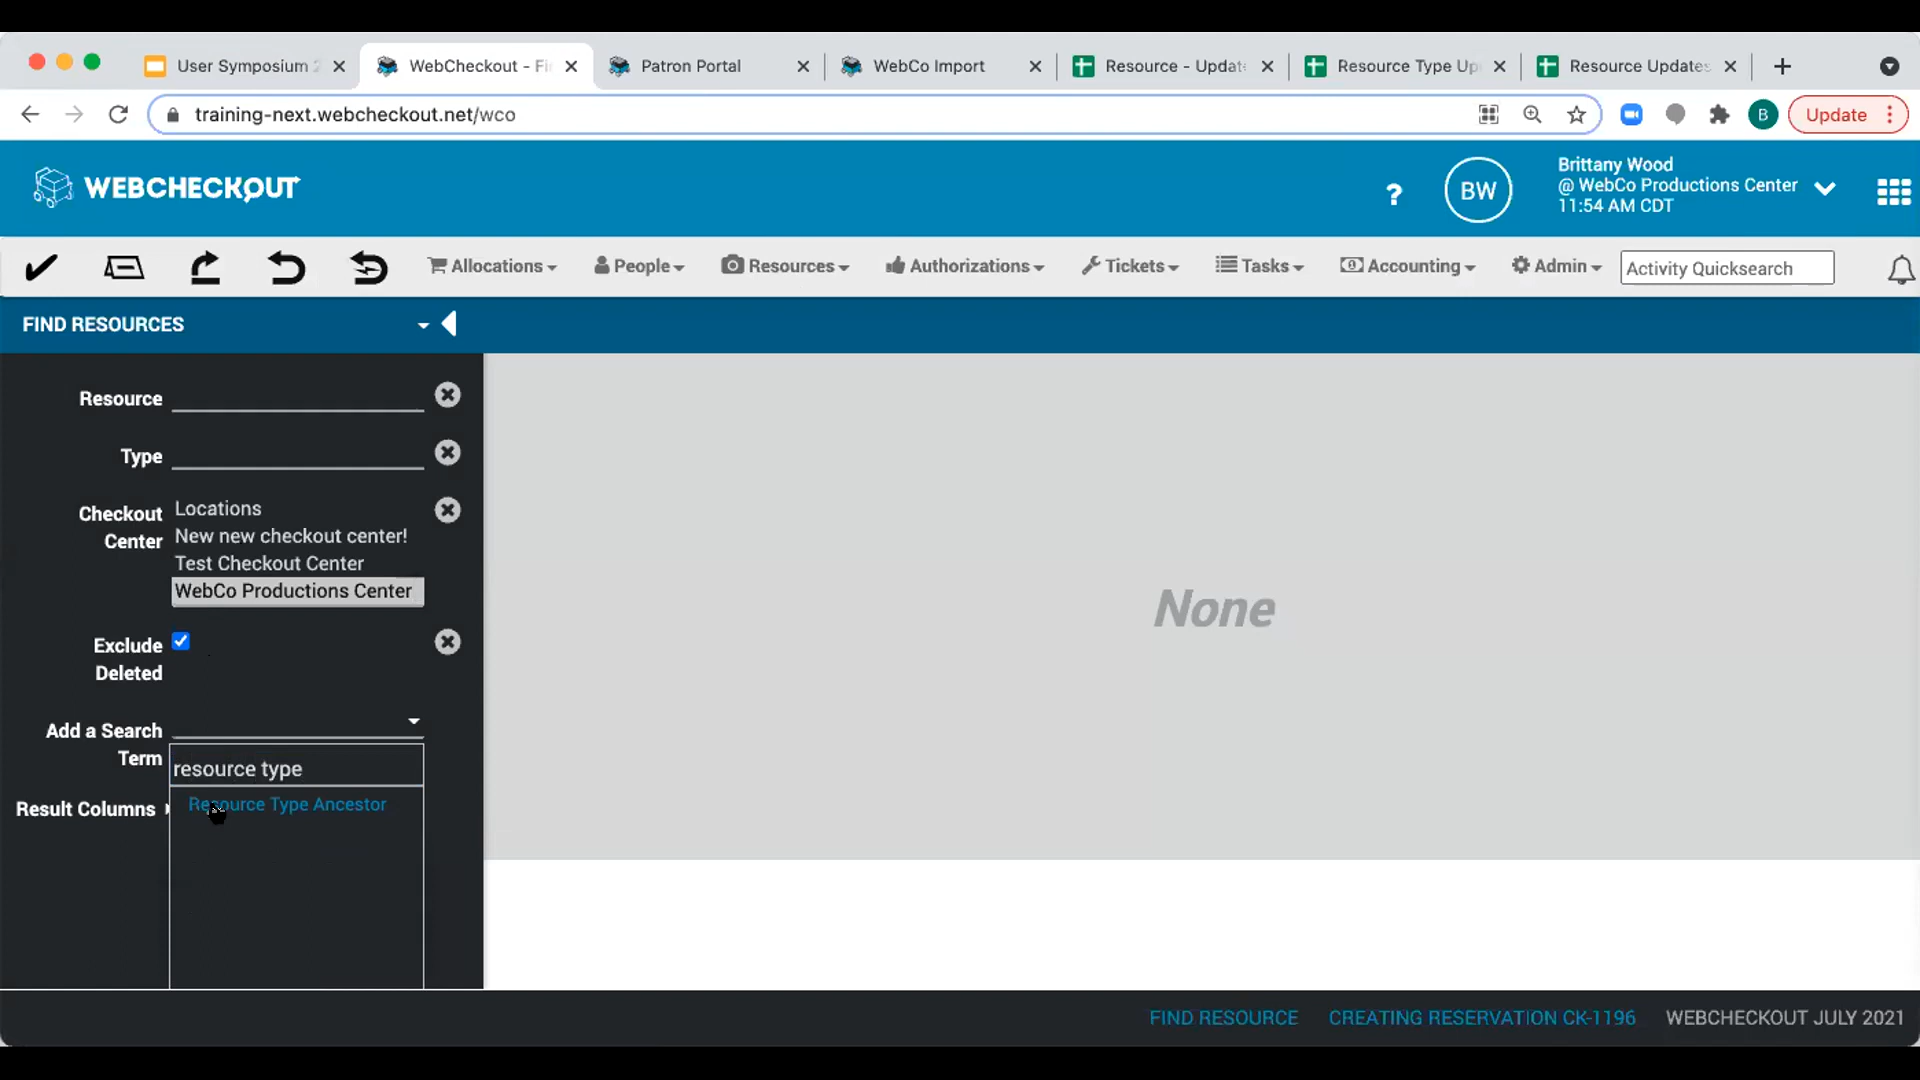 User Symposium 2
WebCheckout - Fi
Patron Portal
WebCo Import
Resource - Updat
Resource Type Up
Resource Updates
training-next.webcheckout.net/wco
B
Update
WEBCHECKOUT
?
BW
Brittany Wood
@ WebCo Productions Center
11:54 AM CDT
Allocations
People
Resources
Authorizations
Tickets
Tasks
Accounting
Admin
Activity Quicksearch
FIND RESOURCES
Resource
Type
Checkout Center
Locations
New new checkout center!
Test Checkout Center
WebCo Productions Center
Exclude
Deleted
Add a Search
Term
resource type
Result Columns
Resource Type Ancestor
None
FIND RESOURCE
CREATING RESERVATION CK-1196
WEBCHECKOUT JULY 2021